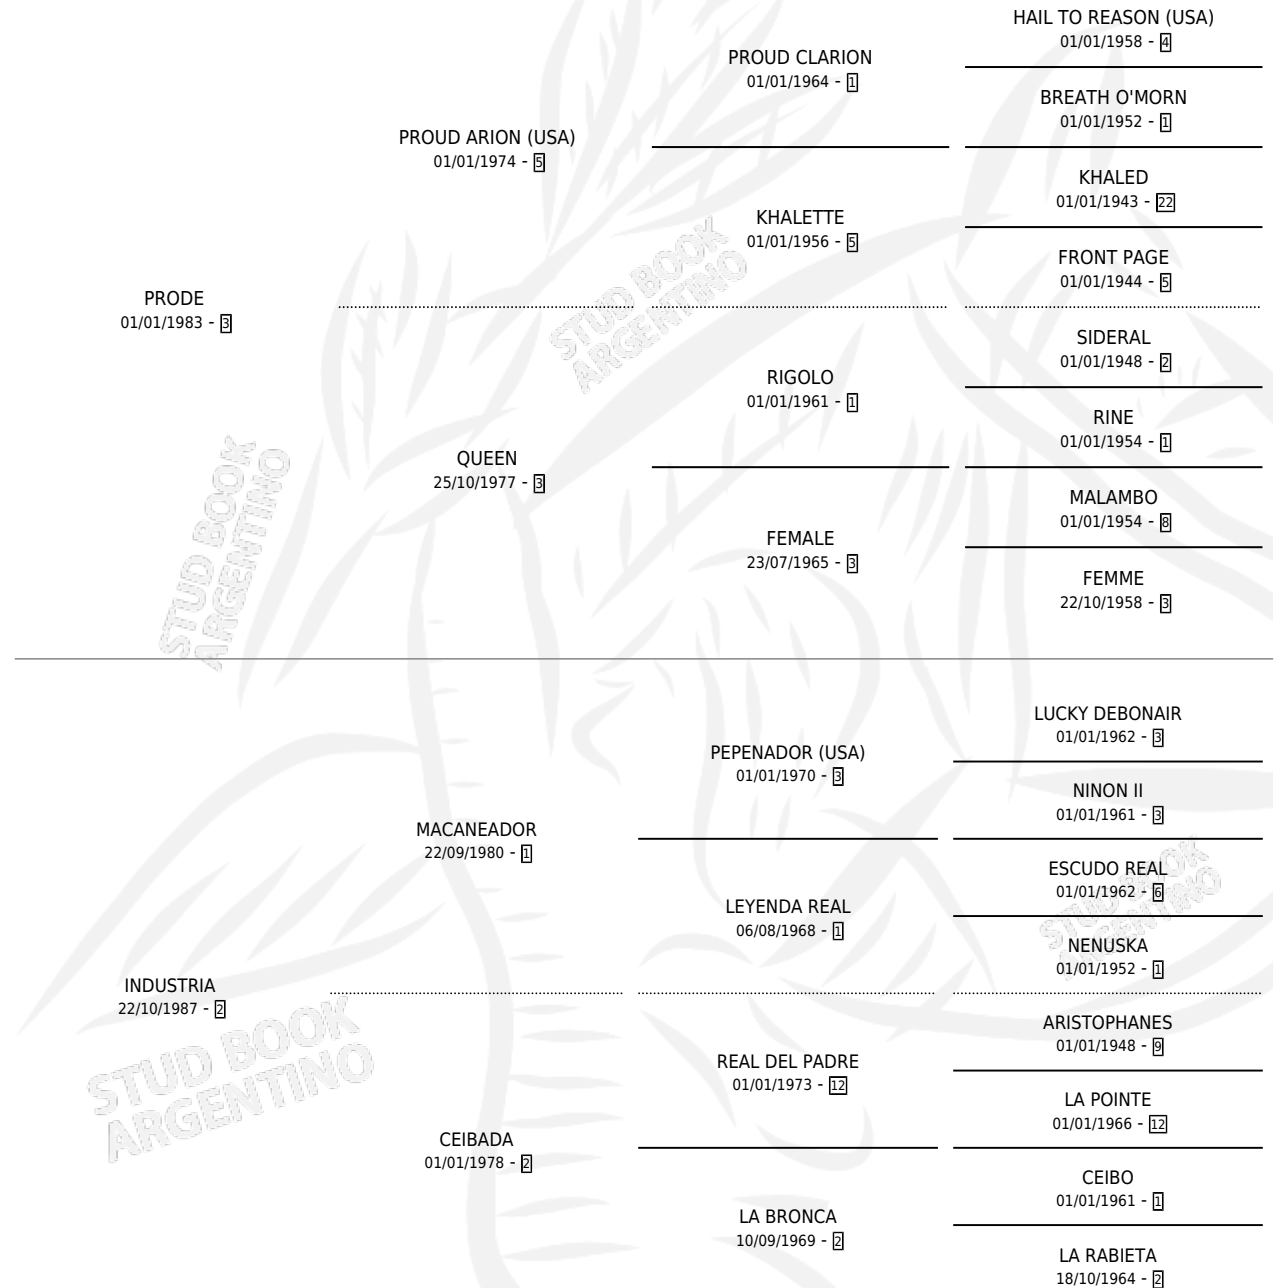 HAIL TO REASON (USA)
01/01/1958 - 4
PROUD CLARION
01/01/1964 - 1
BREATH O'MORN
01/01/1952 - 1
PROUD ARION (USA)
01/01/1974 - 5
KHALED
01/01/1943 - 22
KHALETTE
01/01/1956 - 5
FRONT PAGE
01/01/1944 - 5
PRODE
01/01/1983 - 3
STUD BOOK
ARGENTINO
SIDERAL
01/01/1948 - 2
RIGOLO
01/01/1961 - 1
RINE
01/01/1954 - 1
QUEEN
25/10/1977 - 3
MALAMBO
01/01/1954 - 8
FEMALE
23/07/1965 - 3
FEMME
22/10/1958 - 3
STUD BOOK
ARGENTINO
LUCKY DEBONAIR
01/01/1962 - 3
PEPENADOR (USA)
01/01/1970 - 3
NINON II
01/01/1961 - 3
MACANEADOR
22/09/1980 - 1
ESCUDO REAL
01/01/1962 - 6
LEYENDA REAL
06/08/1968 - 1
STUD BOOK
ARGENTINO
NENUSKA
01/01/1952 - 1
INDUSTRIA
22/10/1987 - 2
STUD BOOK
ARGENTINO
ARISTOPHANES
01/01/1948 - 9
REAL DEL PADRE
01/01/1973 - 12
LA POINTE
01/01/1966 - 12
CEIBADA
01/01/1978 - 2
CEIBO
01/01/1961 - 1
LA BRONCA
10/09/1969 - 2
LA RABIETA
18/10/1964 - 2